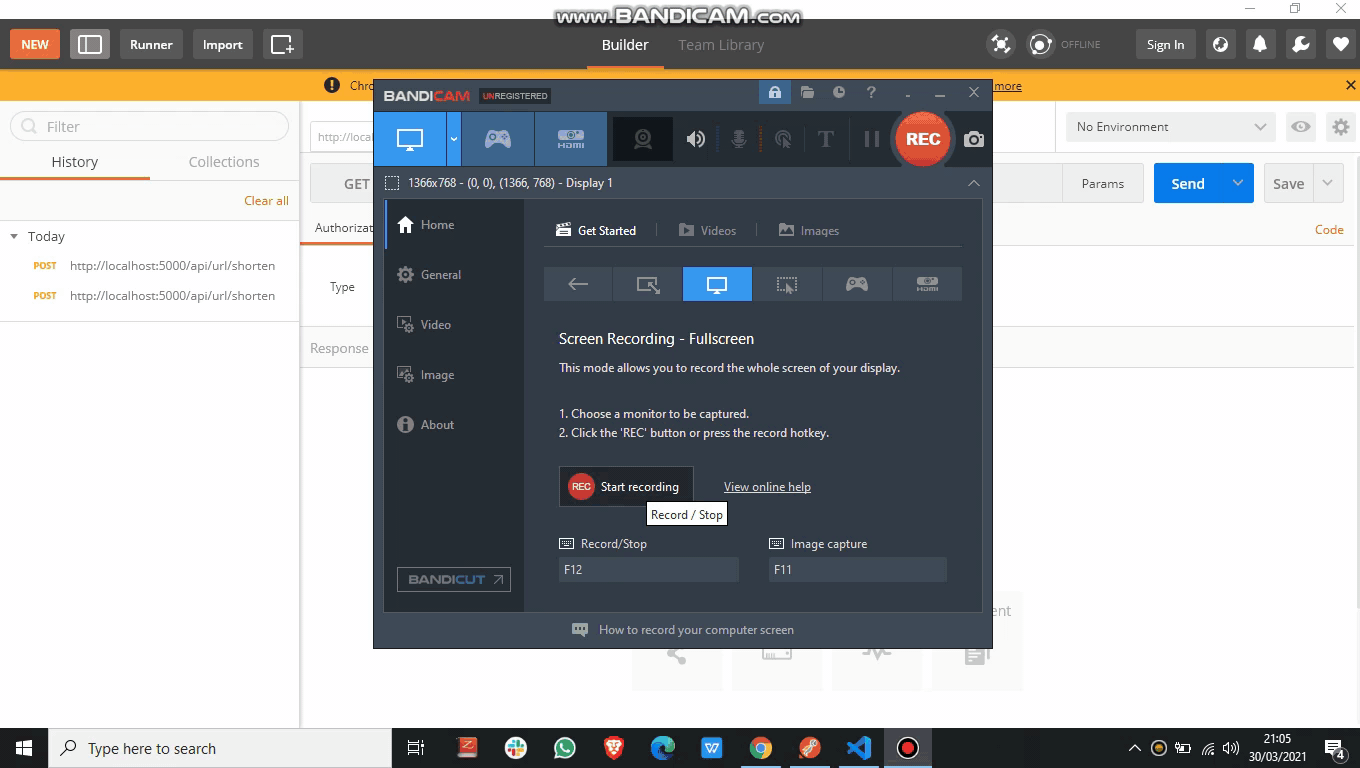 www.BANDICAM.com
NEW
Runner
Import
Builder
Team Library
OFFLINE
Sign In
Chro
more
BANDICAM
UNREGISTERED
Filter
History
Collections
Clear all
Today
POST http://localhost:5000/api/url/shorten
POST http://localhost:5000/api/url/shorten
http://local
No Environment
GET
Params
Send
Save
Authorizat
Code
Type
Response
HDMI
T
REC
1366x768 - (0, 0), (1366, 768) - Display 1
Home
General
Video
Image
About
BANDICUT
Get Started
Videos
Images
HDMI
Screen Recording - Fullscreen
This mode allows you to record the whole screen of your display.
1. Choose a monitor to be captured.
2. Click the 'REC' button or press the record hotkey.
REC Start recording
View online help
Record / Stop
Record/Stop
Image capture
F12
F11
How to record your computer screen
ent
Type here to search
21:05
30/03/2021
4